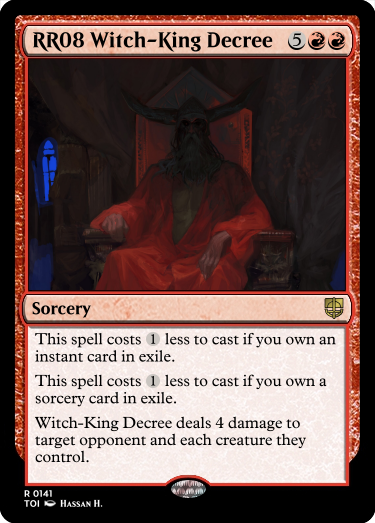 RR08 Witch-King Decree 5
Sorcery
This spell costs 1 less to cast if you own an
instant card in exile.
This spell costs 1 less to cast if you own a
sorcery card in exile.
Witch-King Decree deals 4 damage to
target opponent and each creature they
control.
R 0141
TOI HASSAN H.